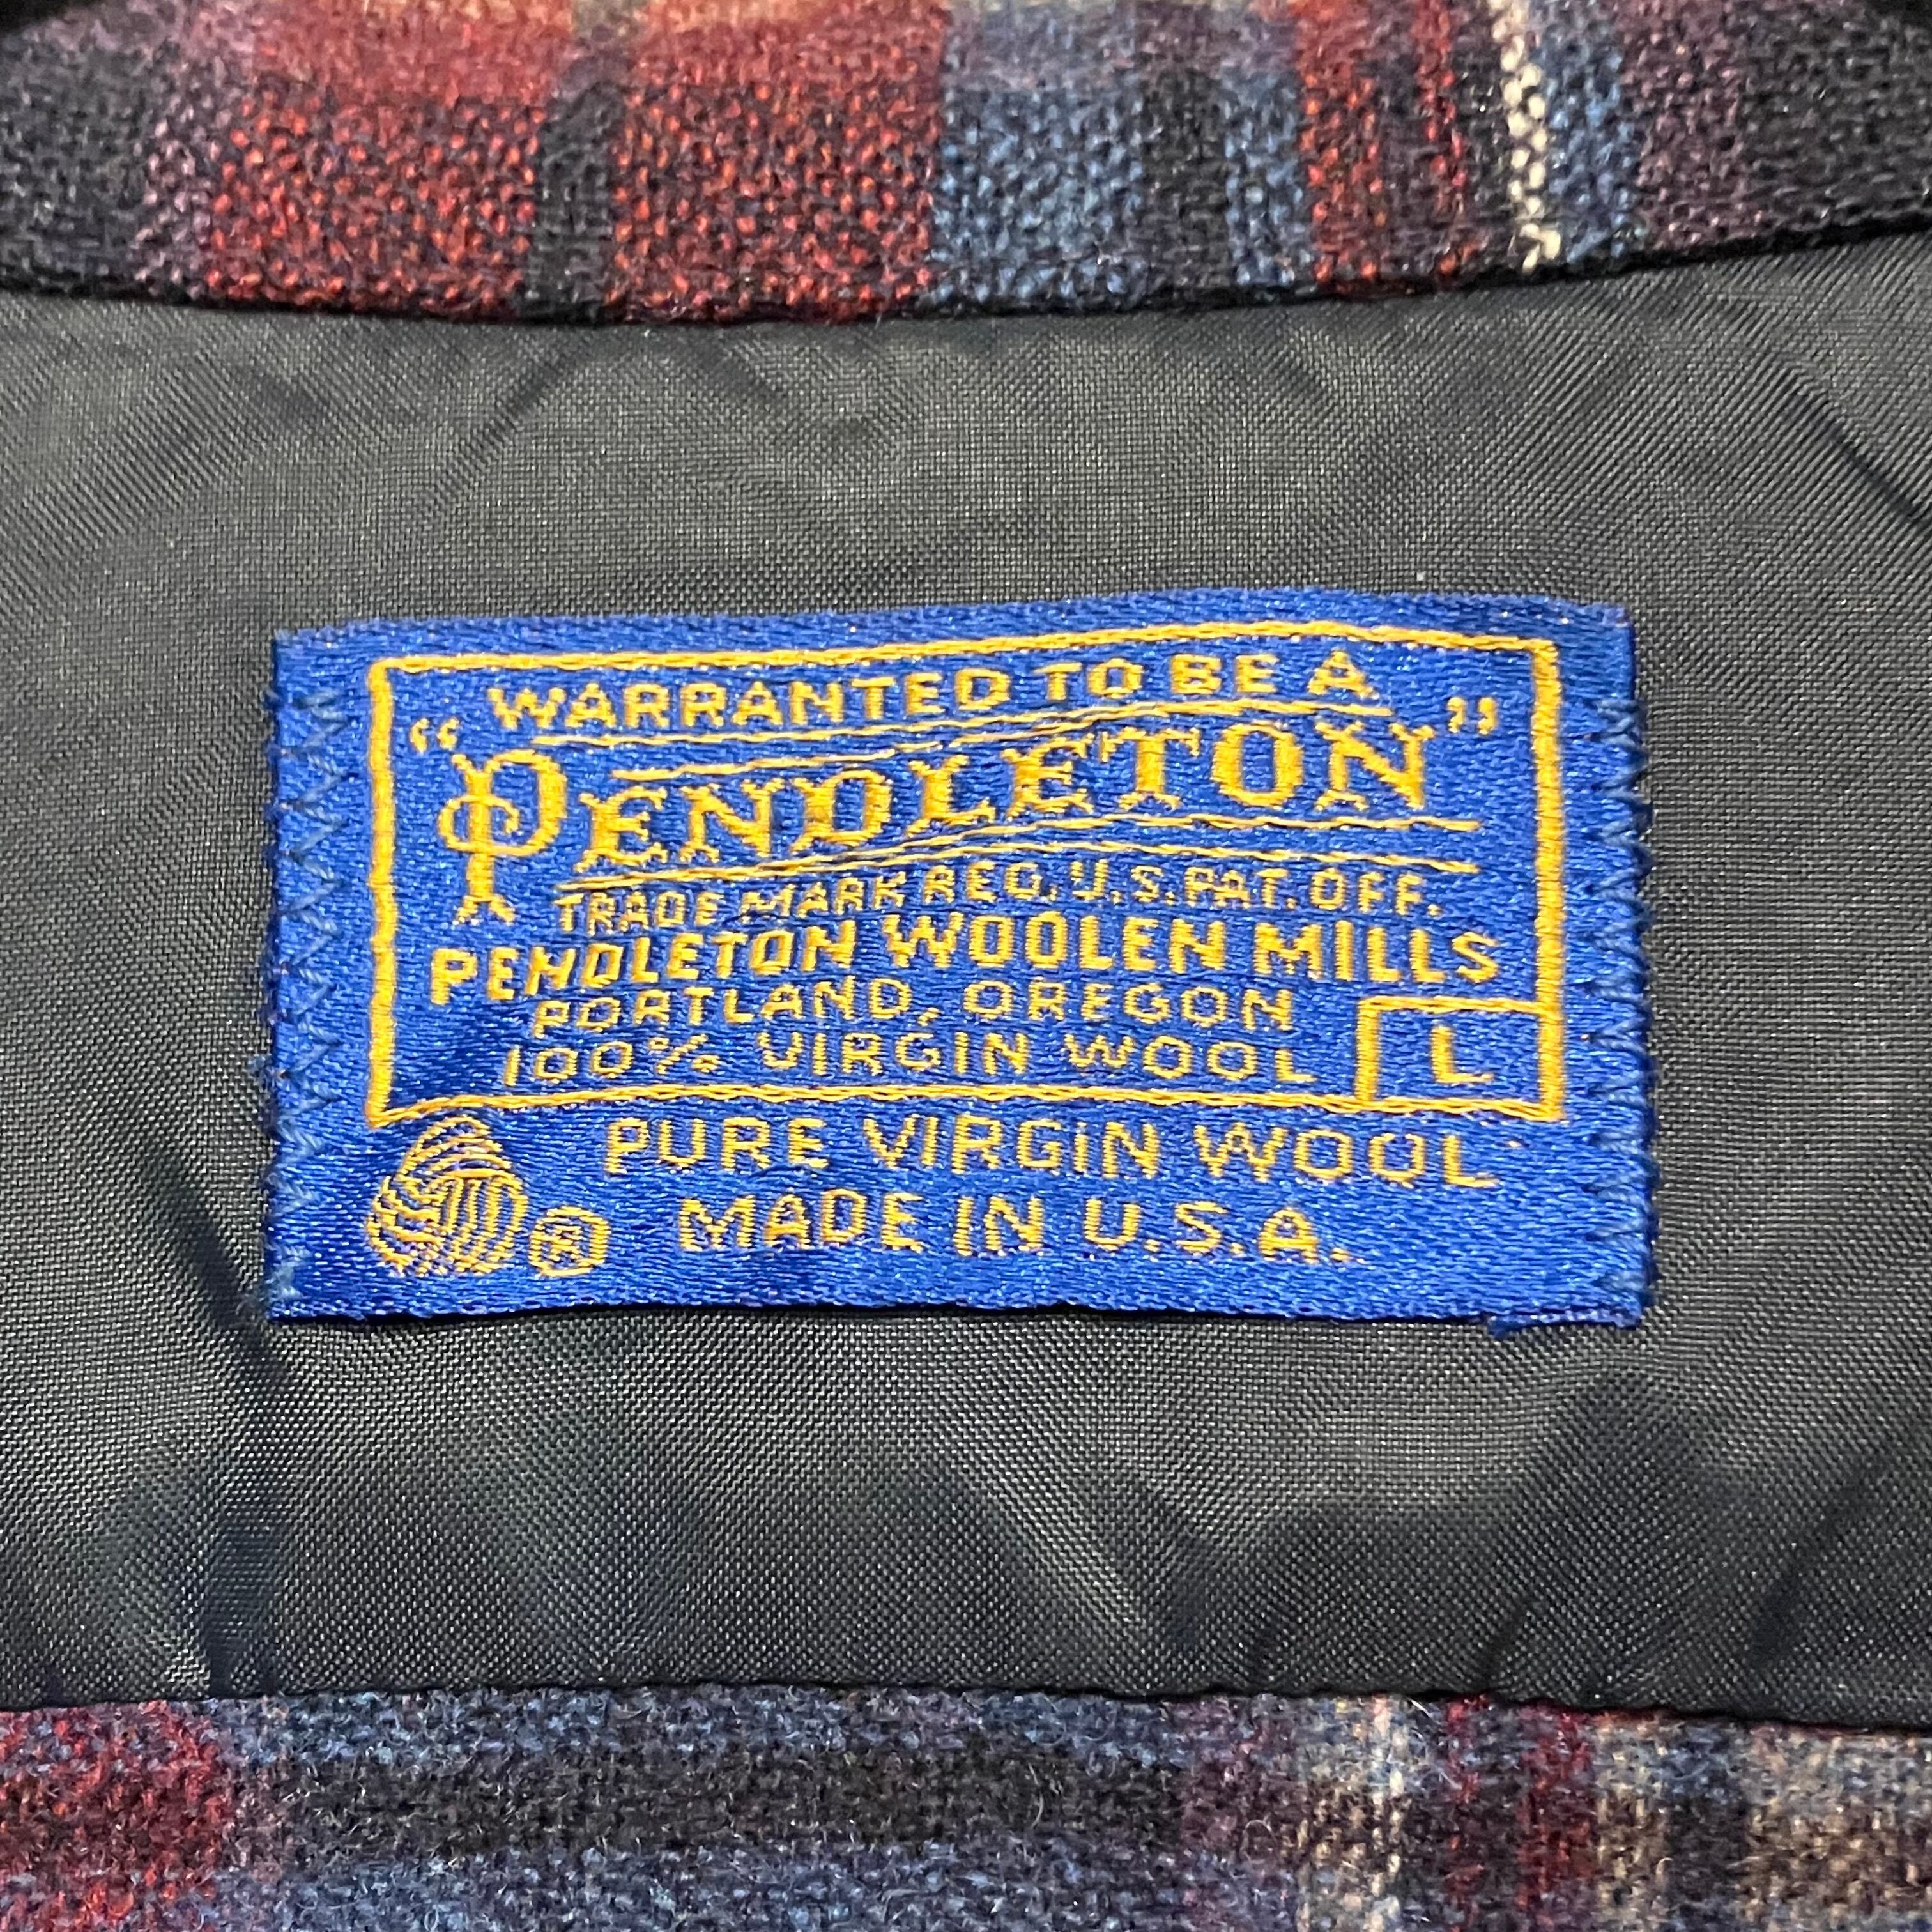 WARRANTED TO BE A
"PENDLETON"
TRADE MARK REG. U.S. PAT. OFF.
PENDLETON WOOLEN MILLS
PORTLAND, OREGON
100% VIRGIN WOOL L
PURE VIRGIN WOOL
® MADE IN U.S.A.